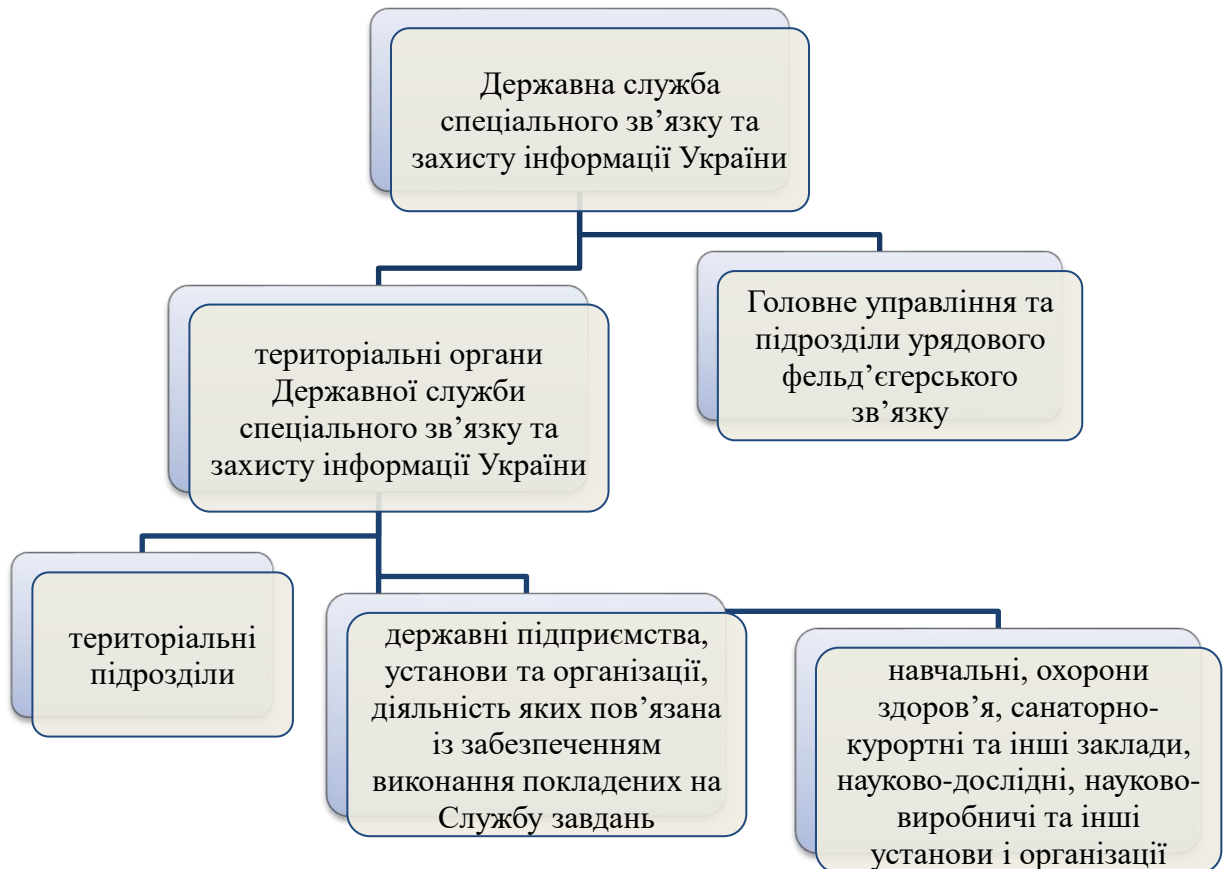 Державна служба
спеціального зв’язку та
захисту інформації України
Головне управління та
підрозділи урядового
фельд’єгерського
зв’язку
територіальні органи
Державної служби
спеціального зв’язку та
захисту інформації України
територіальні
підрозділи
державні підприємства,
установи та організації,
діяльність яких пов’язана
із забезпеченням
виконання покладених на
Службу завдань
навчальні, охорони
здоров’я, санаторно-
курортні та інші заклади,
науково-дослідні, науково-
виробничі та інші
установи і організації